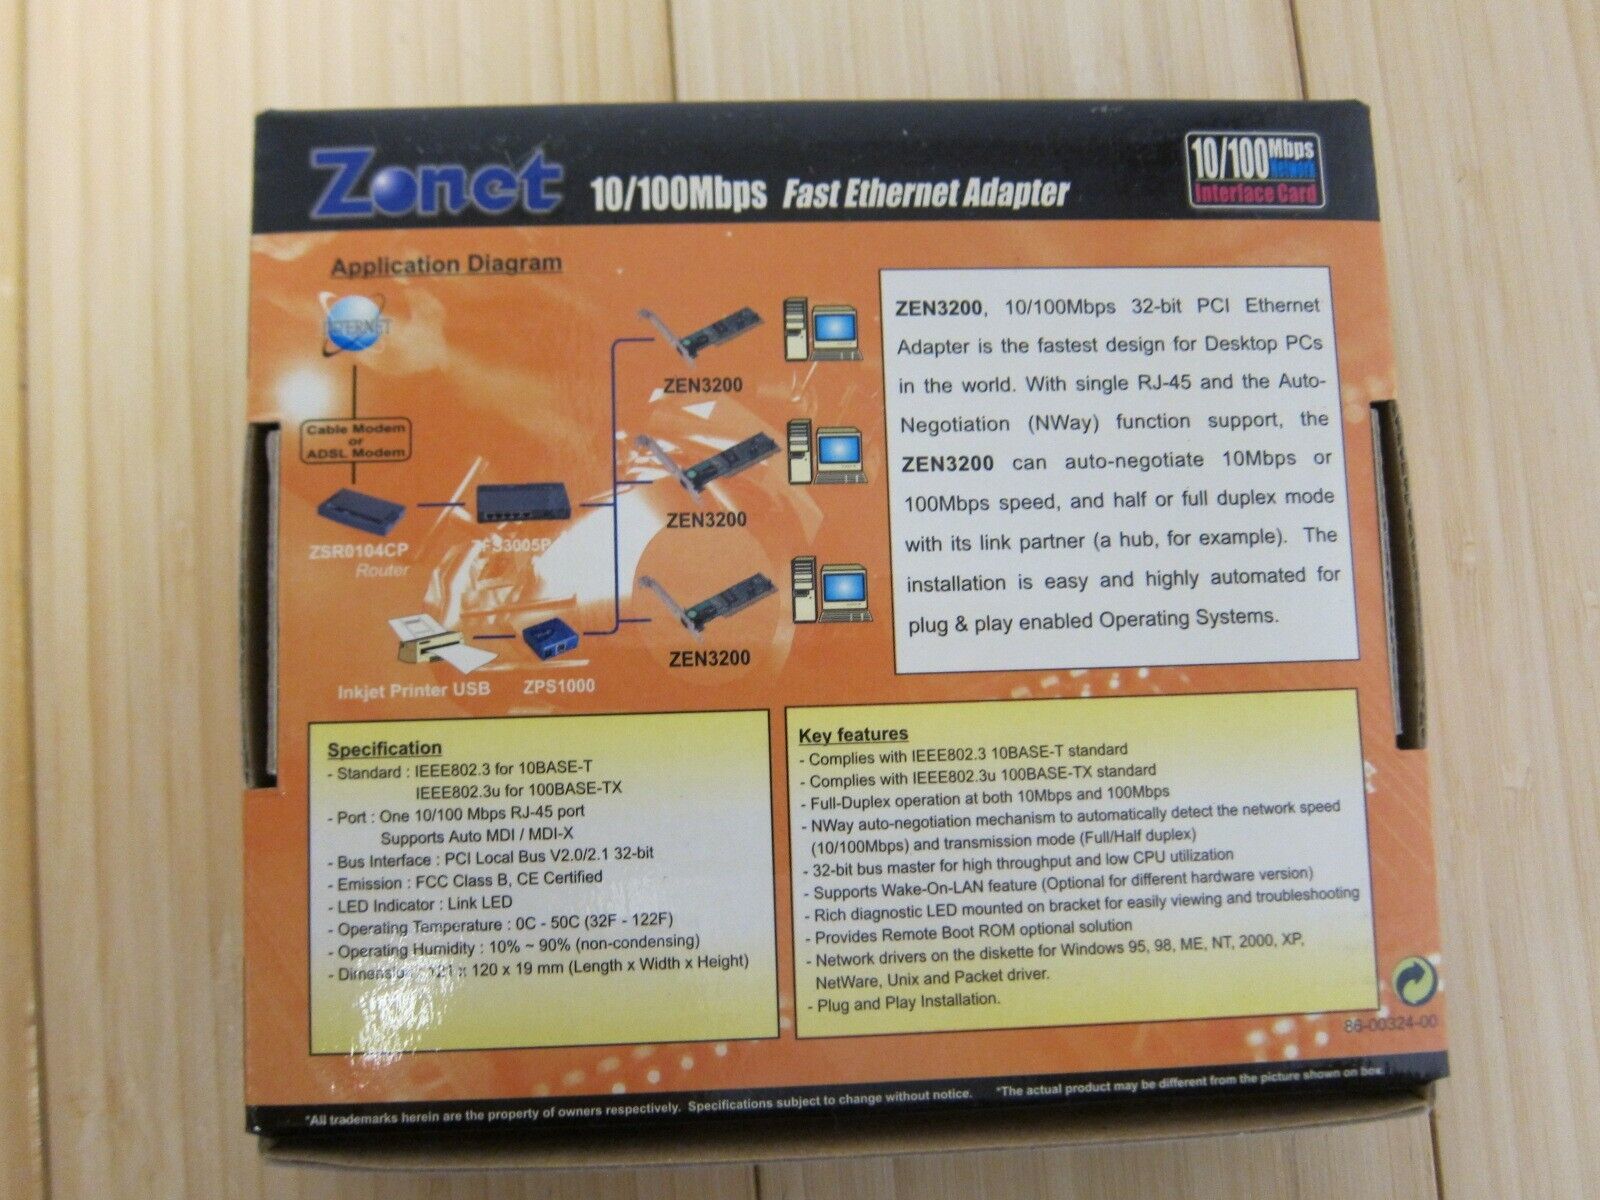 Zonet 10/100Mbps Fast Ethernet Adapter
10/100Mbps
Network
Interface Card
Application Diagram
INTERNET
Cable Modem
or
ADSL Modem
ZSR0104CP
Router
ZFS3005P
Inkjet Printer USB
ZPS1000
ZEN3200
ZEN3200
ZEN3200
ZEN3200, 10/100Mbps 32-bit PCI Ethernet
Adapter is the fastest design for Desktop PCs
in the world. With single RJ-45 and the Auto-
Negotiation (NWay) function support, the
ZEN3200 can auto-negotiate 10Mbps or
100Mbps speed, and half or full duplex mode
with its link partner (a hub, for example). The
installation is easy and highly automated for
plug & play enabled Operating Systems.
Specification
- Standard : IEEE802.3 for 10BASE-T
IEEE802.3u for 100BASE-TX
- Port : One 10/100 Mbps RJ-45 port
Supports Auto MDI / MDI-X
- Bus Interface : PCI Local Bus V2.0/2.1 32-bit
- Emission : FCC Class B, CE Certified
- LED Indicator : Link LED
- Operating Temperature : 0C - 50C (32F - 122F)
- Operating Humidity : 10% ~ 90% (non-condensing)
- Dimension : 121 x 120 x 19 mm (Length x Width x Height)
Key features
- Complies with IEEE802.3 10BASE-T standard
- Complies with IEEE802.3u 100BASE-TX standard
- Full-Duplex operation at both 10Mbps and 100Mbps
- NWay auto-negotiation mechanism to automatically detect the network speed
(10/100Mbps) and transmission mode (Full/Half duplex)
- 32-bit bus master for high throughput and low CPU utilization
- Supports Wake-On-LAN feature (Optional for different hardware version)
- Rich diagnostic LED mounted on bracket for easily viewing and troubleshooting
- Provides Remote Boot ROM optional solution
- Network drivers on the diskette for Windows 95, 98, ME, NT, 2000, XP,
NetWare, Unix and Packet driver.
- Plug and Play Installation.
86-00324-00
*All trademarks herein are the property of owners respectively. Specifications subject to change without notice. *The actual product may be different from the picture shown on box.